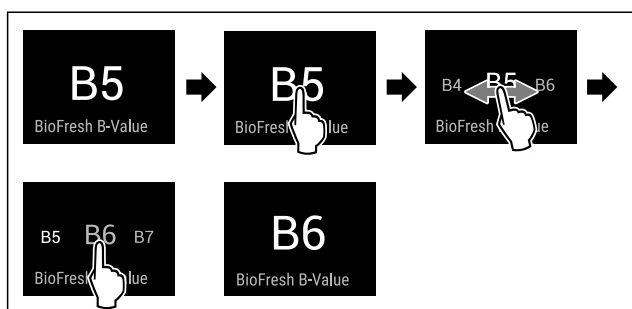 B5
BioFresh B-Value
B5
BioFresh lue
B4 B5 B6
BioFresh ue
B5 B6 B7
BioFresh lue
B6
BioFresh B-Value